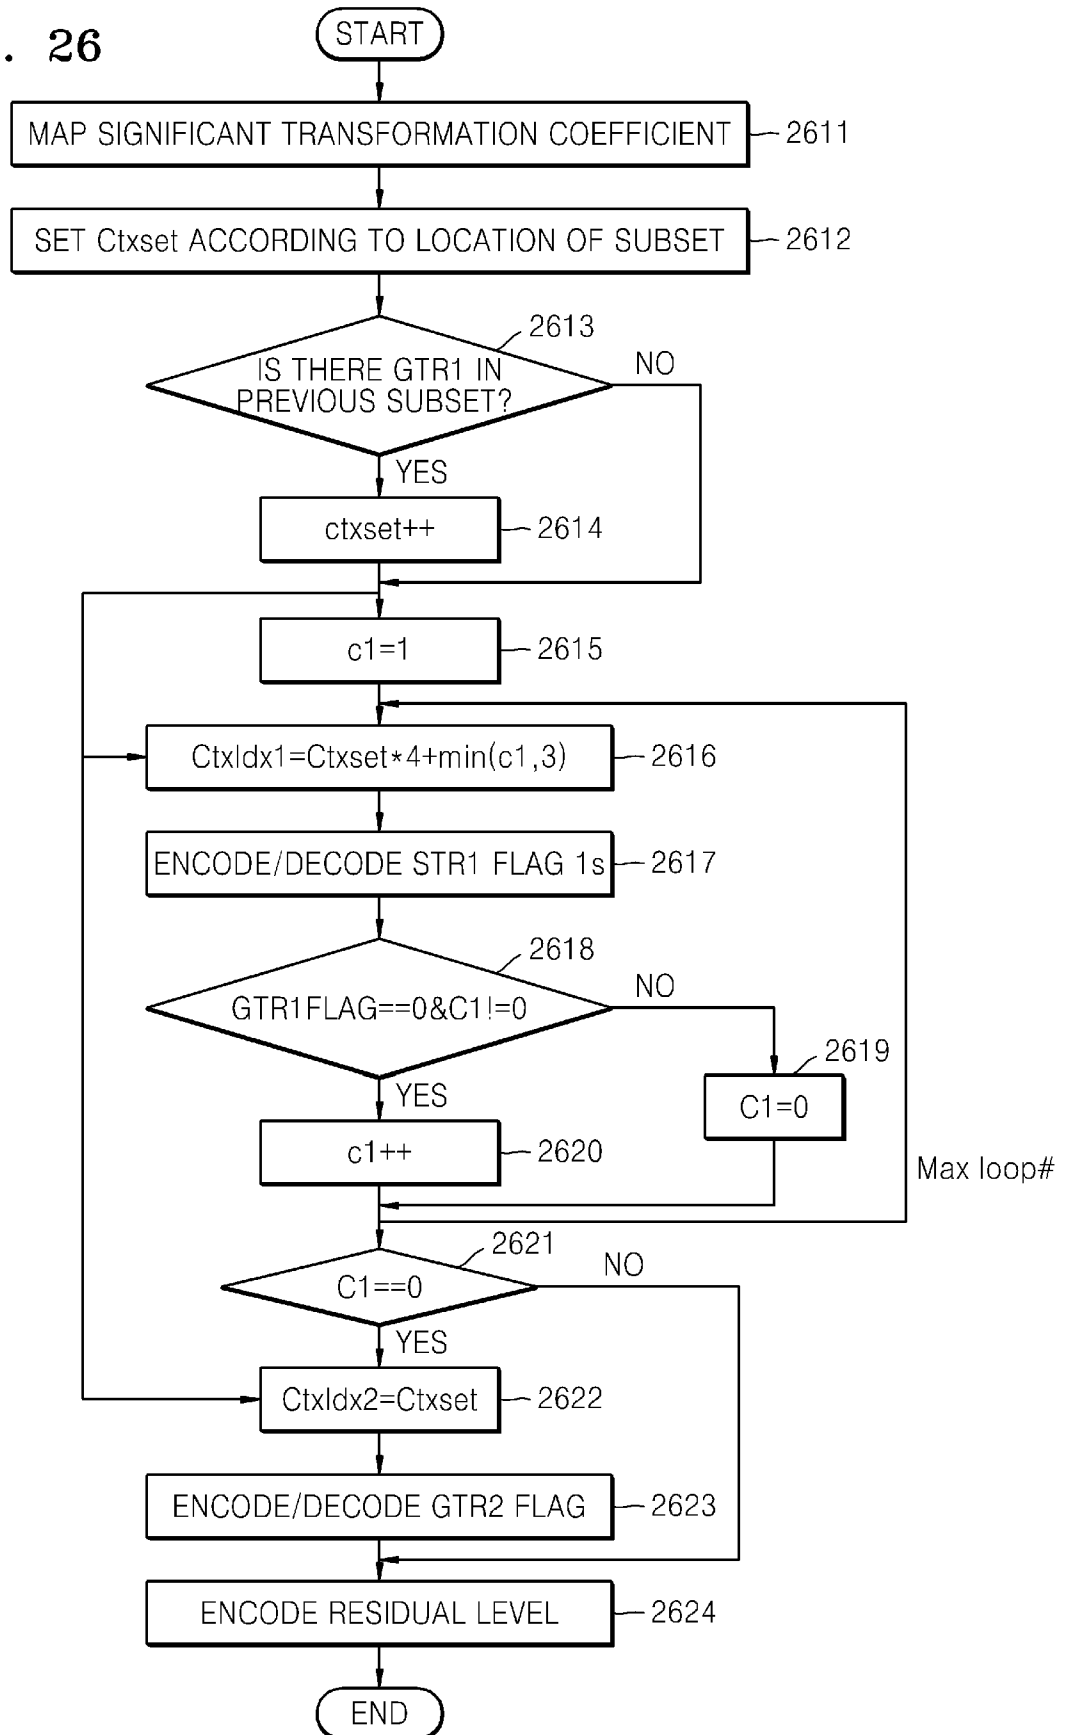 . 26
START
MAP SIGNIFICANT TRANSFORMATION COEFFICIENT
2611
SET Ctxset ACCORDING TO LOCATION OF SUBSET
2612
2613
IS THERE GTR1 IN
PREVIOUS SUBSET?
NO
YES
ctxset++
2614
c1=1
2615
CtxIdx1=Ctxset*4+min(c1,3)
2616
ENCODE/DECODE STR1 FLAG 1s
2617
2618
GTR1FLAG==0&C1!=0
NO
2619
C1=0
YES
c1++
2620
Max loop#
2621
C1==0
NO
YES
CtxIdx2=Ctxset
2622
ENCODE/DECODE GTR2 FLAG
2623
ENCODE RESIDUAL LEVEL
2624
END